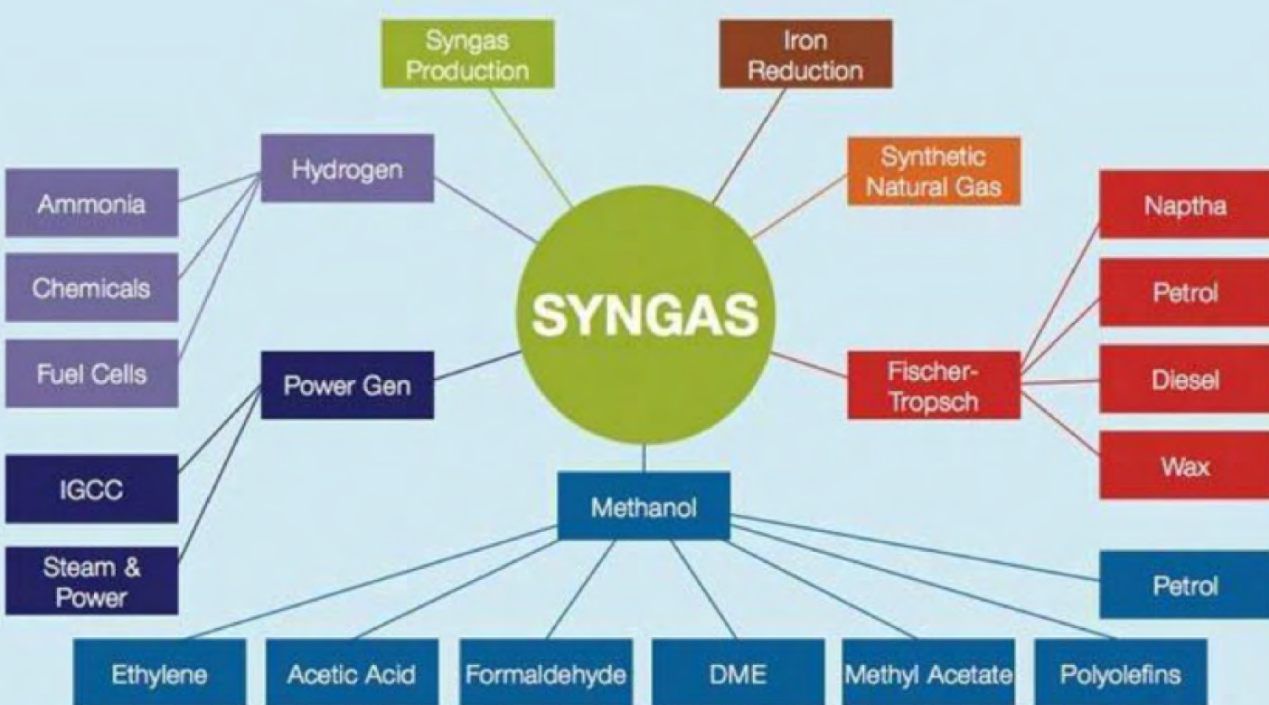 Syngas
Production
Iron
Reduction
Hydrogen
Synthetic
Natural Gas
Ammonia
Naptha
Chemicals
Petrol
SYNGAS
Fuel Cells
Power Gen
Fischer-
Tropsch
Diesel
IGCC
Wax
Methanol
Steam &
Power
Petrol
Ethylene
Acetic Acid
Formaldehyde
DME
Methyl Acetate
Polyolefins